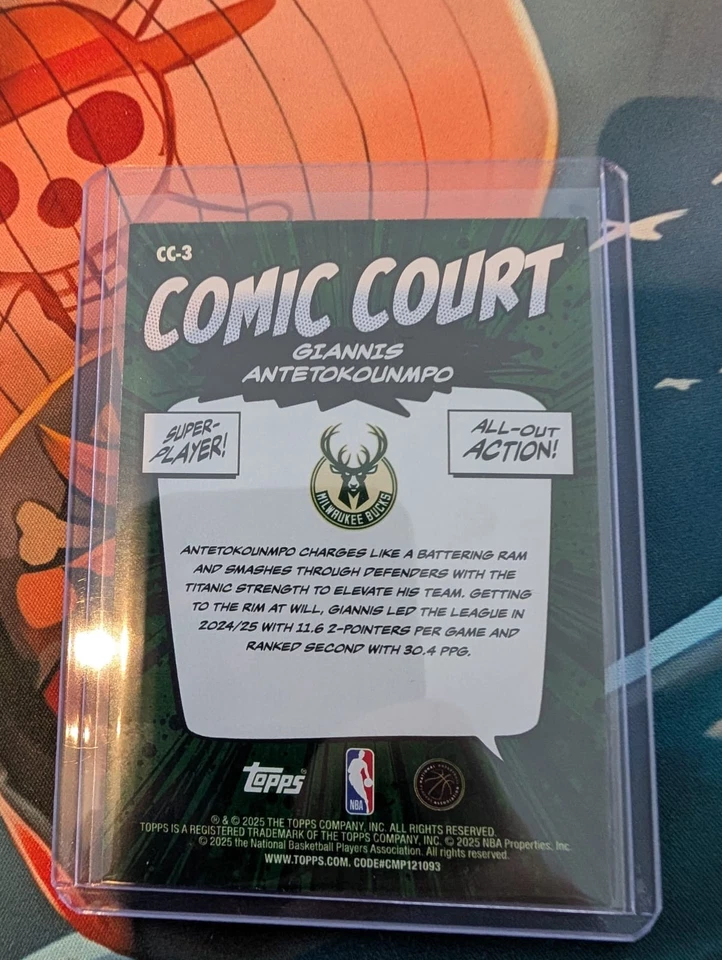 CC-3
COMIC COURT
GIANNIS
ANTETOKOUNMPO
SUPER-
PLAYER!
ALL-OUT
ACTION!
MILWAUKEE BUCKS
ANTETOKOUNMPO CHARGES LIKE A BATTERING RAM
AND SMASHES THROUGH DEFENDERS WITH THE
TITANIC STRENGTH TO ELEVATE HIS TEAM. GETTING
TO THE RIM AT WILL, GIANNIS LED THE LEAGUE IN
2024/25 WITH 11.6 2-POINTERS PER GAME AND
RANKED SECOND WITH 30.4 PPG.
topps®
NBA
® & © 2025 THE TOPPS COMPANY, INC. ALL RIGHTS RESERVED.
TOPPS IS A REGISTERED TRADEMARK OF THE TOPPS COMPANY, INC. © 2025 NBA Properties, Inc.
© 2025 the National Basketball Players Association. All rights reserved.
WWW.TOPPS.COM. CODE#CMP121093